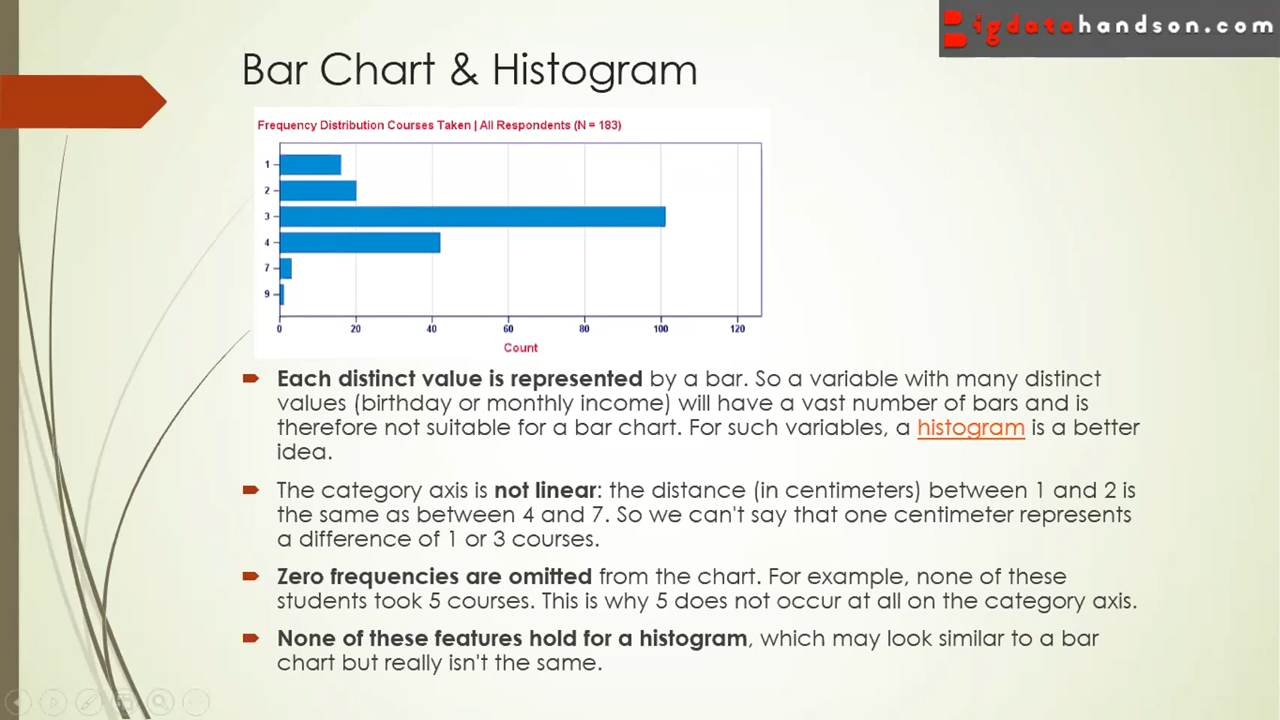 Bigdatahandson.com
Bar Chart & Histogram
Frequency Distribution Courses Taken | All Respondents (N = 183)
1
2
3
4
7
9
0 20 40 60 80 100 120
Count
Each distinct value is represented by a bar. So a variable with many distinct
values (birthday or monthly income) will have a vast number of bars and is
therefore not suitable for a bar chart. For such variables, a histogram is a better
idea.
The category axis is not linear: the distance (in centimeters) between 1 and 2 is
the same as between 4 and 7. So we can't say that one centimeter represents
a difference of 1 or 3 courses.
Zero frequencies are omitted from the chart. For example, none of these
students took 5 courses. This is why 5 does not occur at all on the category axis.
None of these features hold for a histogram, which may look similar to a bar
chart but really isn't the same.